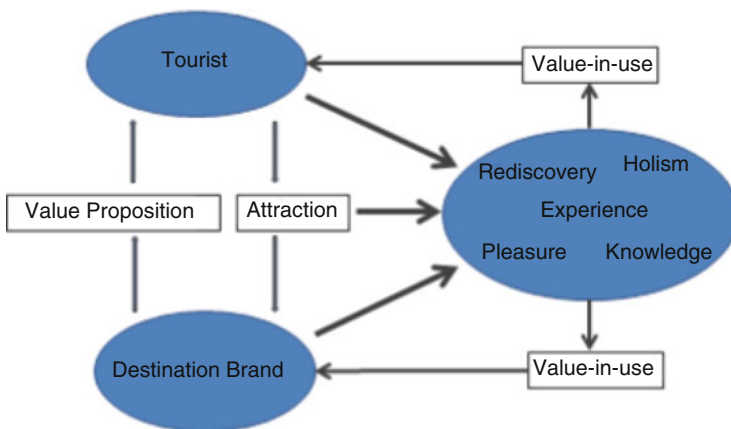 Tourist
Value-in-use
Rediscovery
Holism
Experience
Pleasure
Knowledge
Value Proposition
Attraction
Destination Brand
Value-in-use